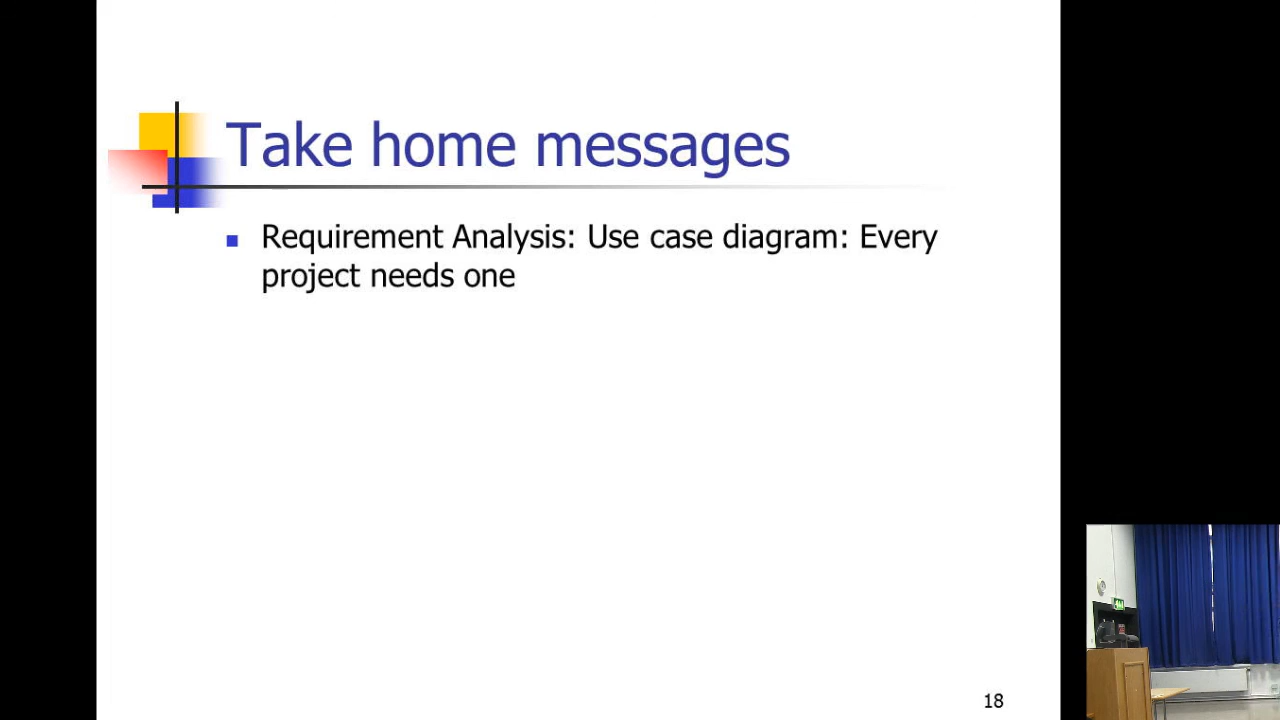 Take home messages
Requirement Analysis: Use case diagram: Every
project needs one
18